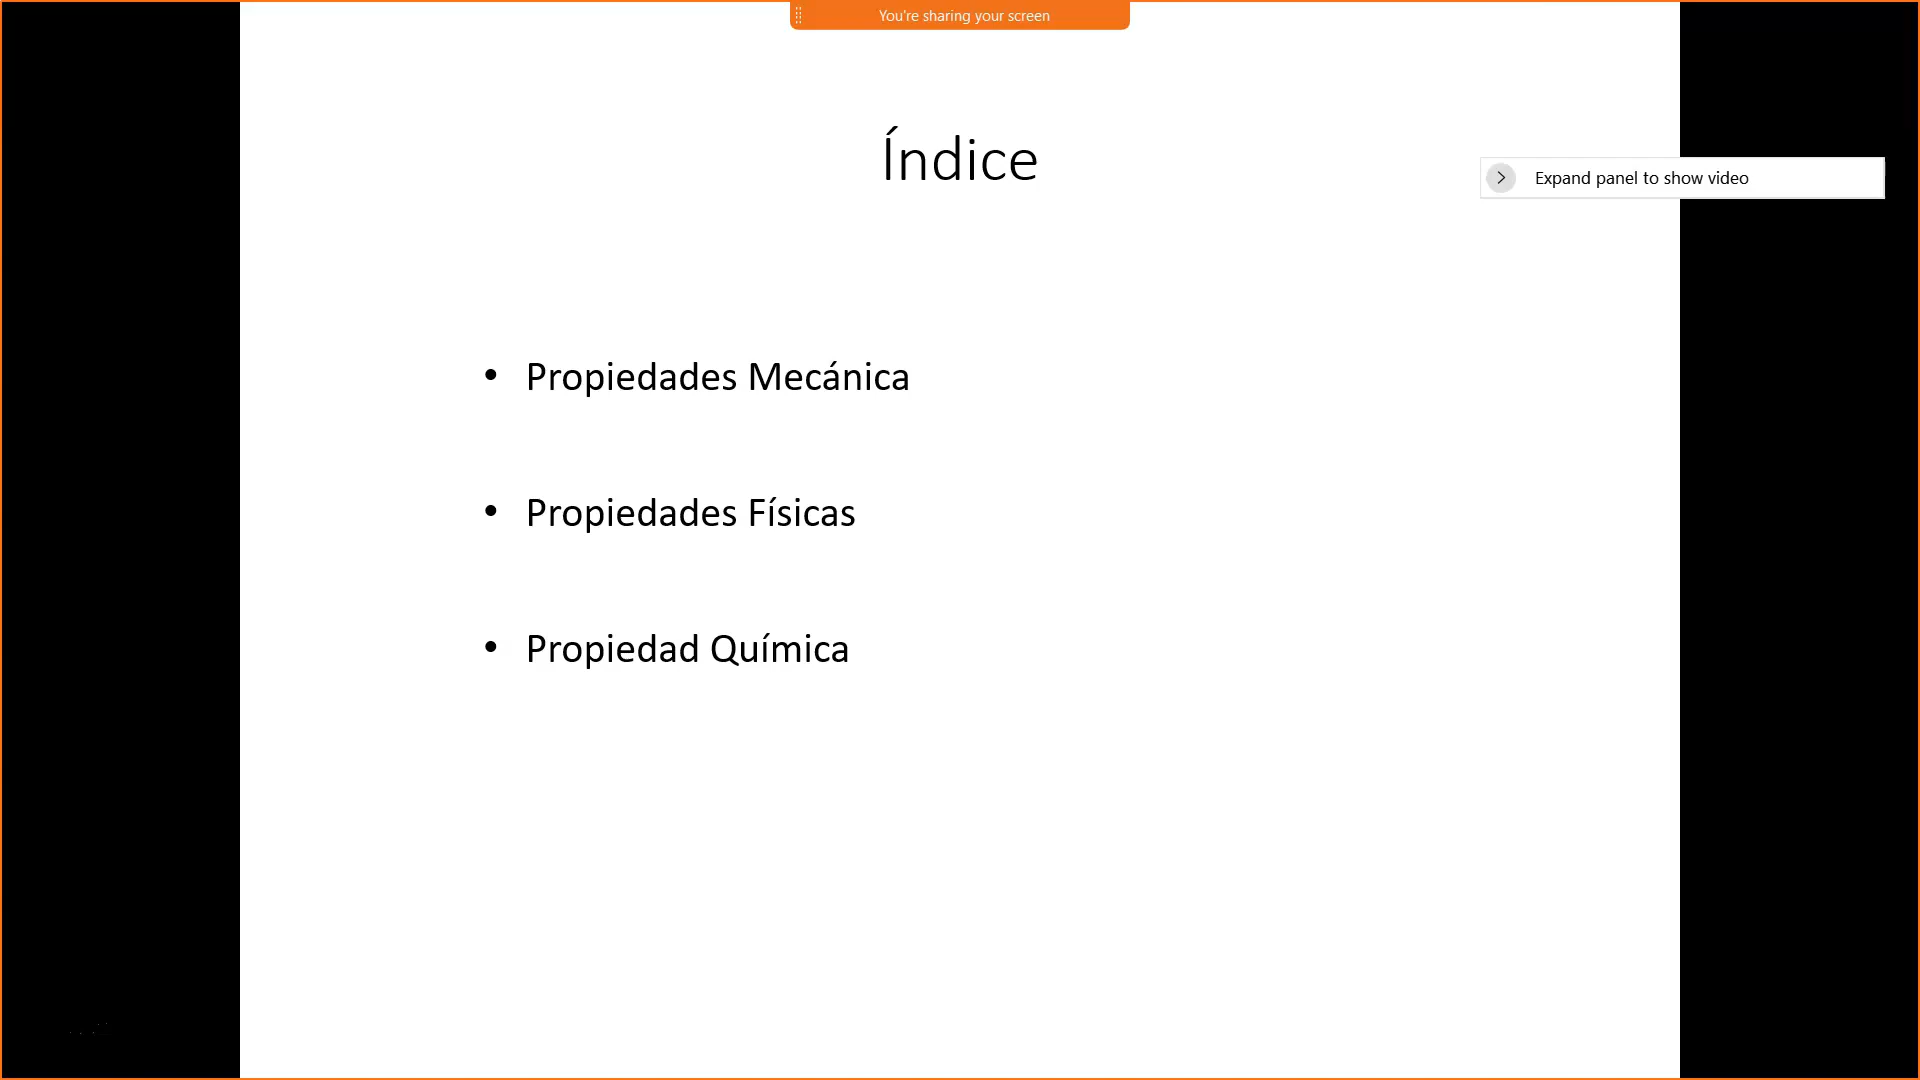 You're sharing your screen
Índice
Expand panel to show video
• Propiedades Mecánica
• Propiedades Físicas
• Propiedad Química